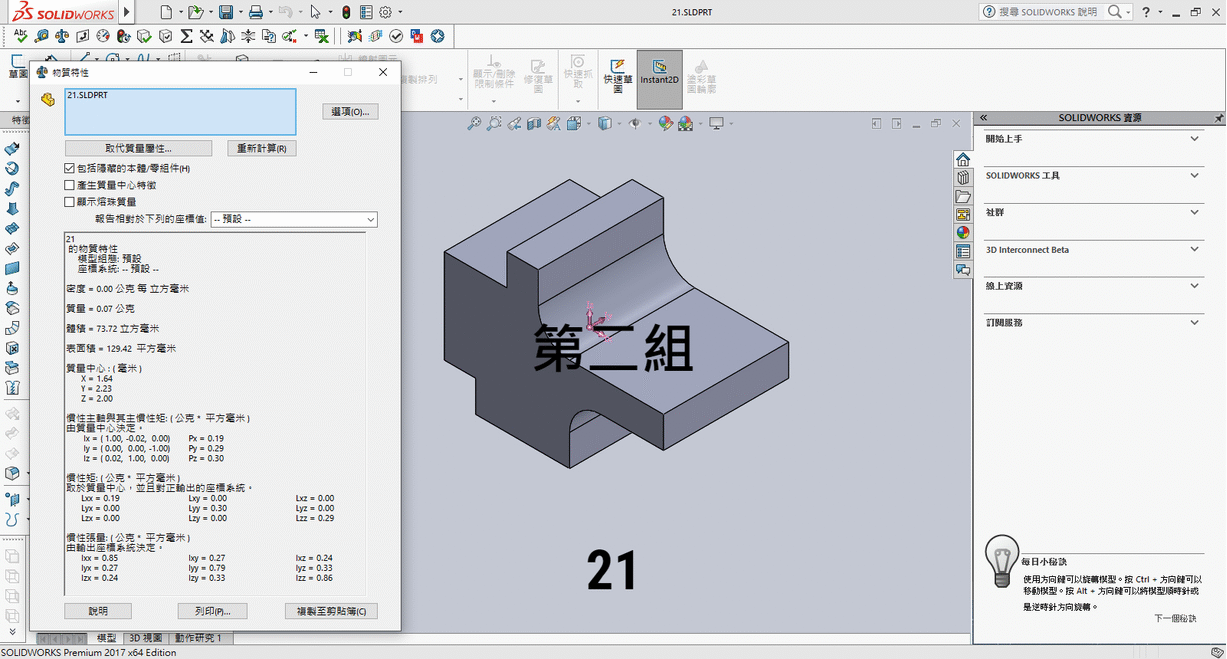 SOLIDWORKS
21.SLDPRT
搜尋 SOLIDWORKS 說明
草圖
複製排列
顯示/刪除
限制條件
修復草
圖
快速抓
取
快速草
圖
Instant2D
塗彩草
圖輪廓
特徵
物質特性
21.SLDPRT
選項(O)...
取代質量屬性...
重新計算(R)
包括隱藏的本體/零組件(H)
產生質量中心特徵
顯示熔珠質量
報告相對於下列的座標值: -- 預設 --
21
的物質特性
模型組態: 預設
座標系統: -- 預設 --
密度 = 0.00 公克 每 立方毫米
質量 = 0.07 公克
體積 = 73.72 立方毫米
表面積 = 129.42 平方毫米
質量中心 : ( 毫米 )
X = 1.64
Y = 2.23
Z = 2.00
慣性主軸與其主慣性矩: ( 公克 * 平方毫米 )
由質量中心決定。
Ix = ( 1.00, -0.02, 0.00) Px = 0.19
Iy = ( 0.00, 0.00, -1.00) Py = 0.29
Iz = ( 0.02, 1.00, 0.00) Pz = 0.30
慣性矩: ( 公克 * 平方毫米 )
取於質量中心，並且對正輸出的座標系統。
Lxx = 0.19 Lxy = 0.00 Lxz = 0.00
Lyx = 0.00 Lyy = 0.30 Lyz = 0.00
Lzx = 0.00 Lzy = 0.00 Lzz = 0.29
慣性張量: ( 公克 * 平方毫米 )
由輸出座標系統決定。
Ixx = 0.85 Ixy = 0.27 Ixz = 0.24
Iyx = 0.27 Iyy = 0.79 Iyz = 0.33
Izx = 0.24 Izy = 0.33 Izz = 0.86
說明
列印(P)...
複製至剪貼簿(C)
第二組
21
SOLIDWORKS 資源
開始上手
SOLIDWORKS 工具
社群
3D Interconnect Beta
線上資源
訂閱服務
每日小秘訣
使用方向鍵可以旋轉模型。按 Ctrl + 方向鍵可以
移動模型。按 Alt + 方向鍵可以將模型順時針或
是逆時針方向旋轉。
下一個秘訣
模型
3D 視圖
動作研究 1
SOLIDWORKS Premium 2017 x64 Edition